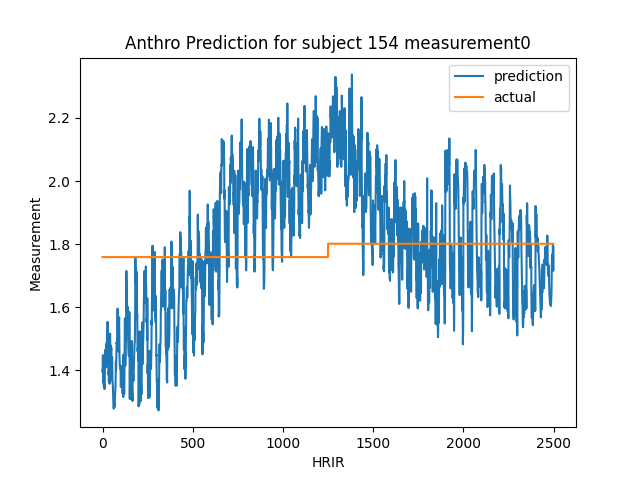 Anthro Prediction for subject 154 measurement0
prediction
actual
2.2
2.0
1.8
1.6
1.4
Measurement
0
500
1000
1500
2000
2500
HRIR